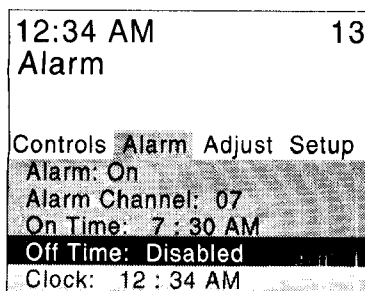 12:34 AM 13
Alarm
Controls Alarm Adjust Setup
Alarm: On
Alarm Channel: 07
On Time: 7 : 30 AM
Off Time: Disabled
Clock: 12 : 34 AM